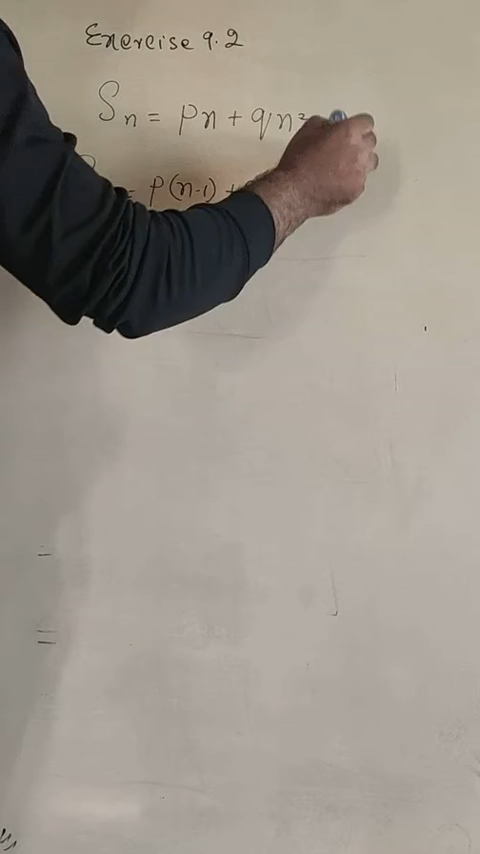 Exercise 9.2
Sn = pn + qn²
= p(n-1) +